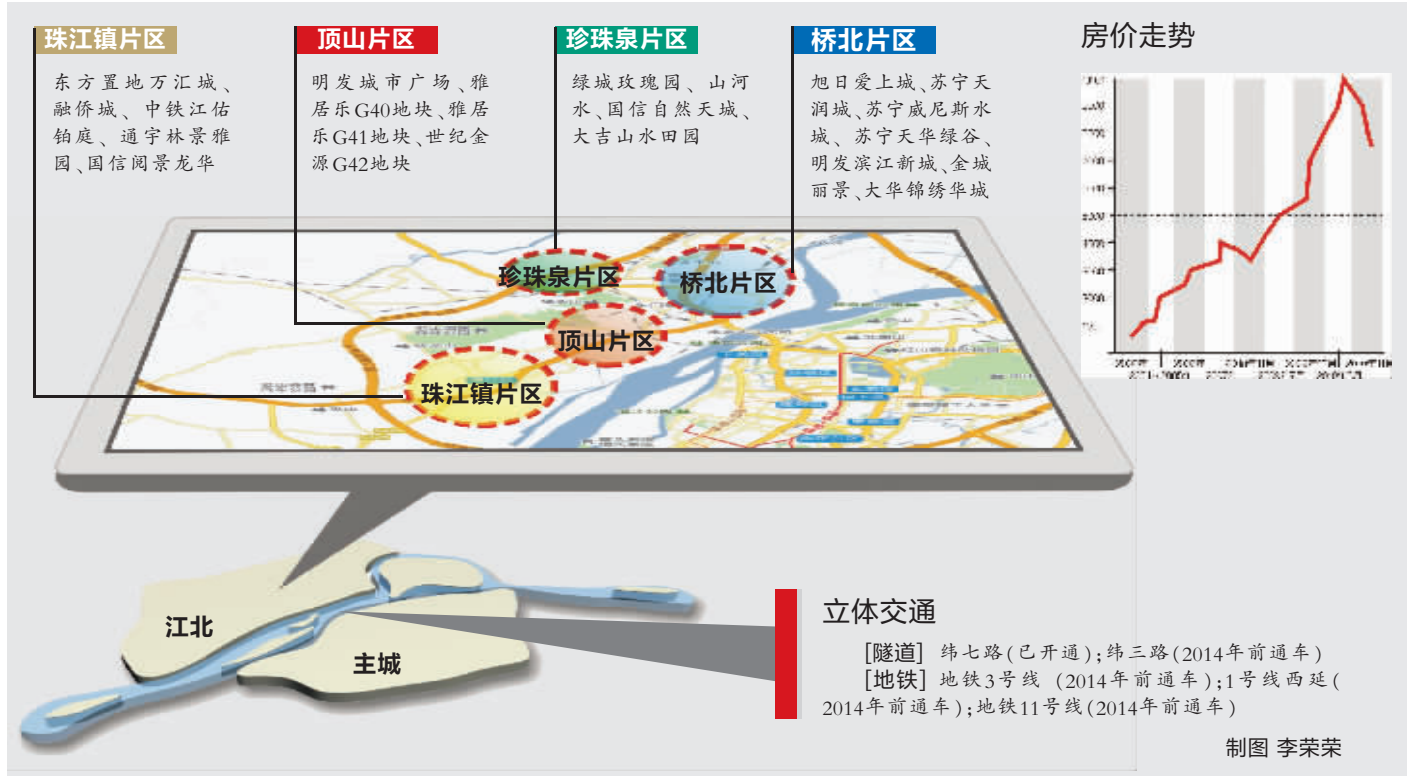 珠江镇片区
东方置地万汇城、
融侨城、中铁江佑
铂庭、通宇林景雅
园、国信阅景龙华
顶山片区
明发城市广场、雅
居乐G40地块、雅居
乐G41地块、世纪金
源G42地块
珍珠泉片区
绿城玫瑰园、山河
水、国信自然天城、
大吉山水田园
桥北片区
旭日爱上城、苏宁天
润城、苏宁威尼斯水
城、苏宁天华绿谷、
明发滨江新城、金城
丽景、大华锦绣华城
房价走势
珍珠泉片区
桥北片区
顶山片区
珠江镇片区
江北
主城
立体交通
[隧道] 纬七路(已开通);纬三路(2014年前通车)
[地铁] 地铁3号线 (2014年前通车);1号线西延(
2014年前通车);地铁11号线(2014年前通车)
制图 李荣荣